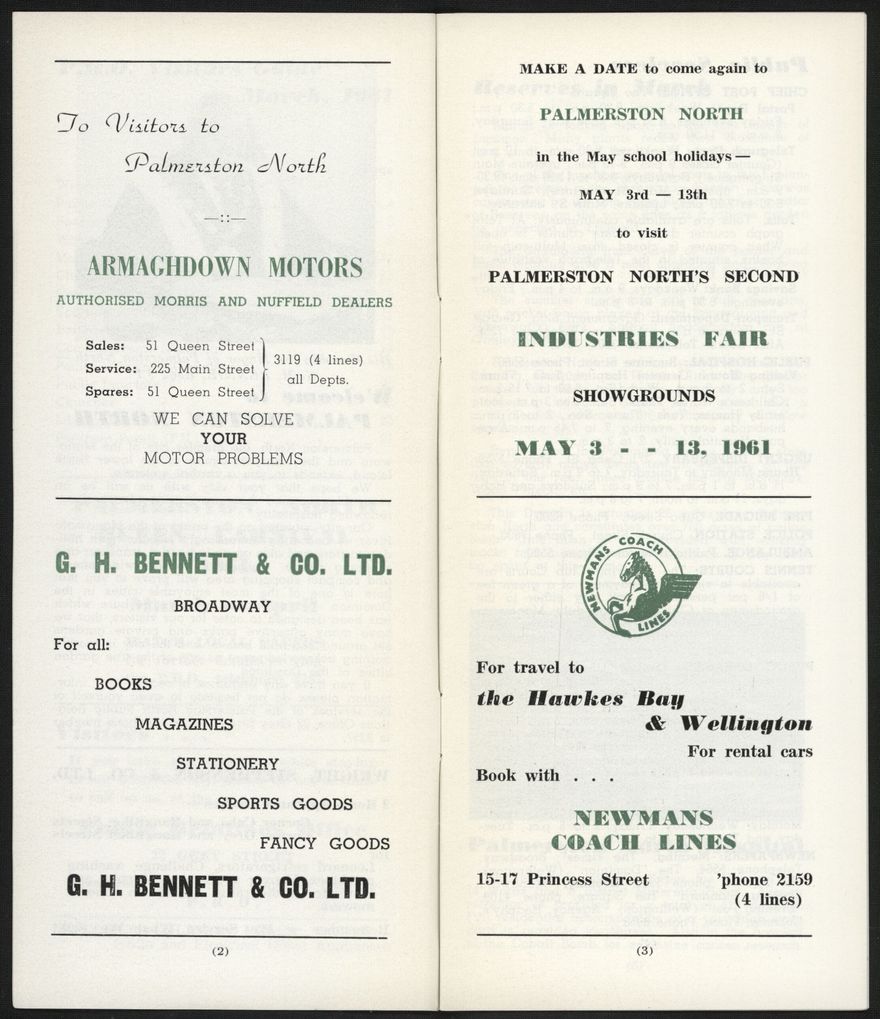 To Visitors to
Palmerston North
—::—
ARMAGHDOWN MOTORS
AUTHORISED MORRIS AND NUFFIELD DEALERS
Sales: 51 Queen Street
Service: 225 Main Street
Spares: 51 Queen Street
3119 (4 lines)
all Depts.
WE CAN SOLVE
YOUR
MOTOR PROBLEMS
G. H. BENNETT & CO. LTD.
BROADWAY
For all:
BOOKS
MAGAZINES
STATIONERY
SPORTS GOODS
FANCY GOODS
G. H. BENNETT & CO. LTD.
(2)
MAKE A DATE to come again to
PALMERSTON NORTH
in the May school holidays—
MAY 3rd — 13th
to visit
PALMERSTON NORTH'S SECOND
INDUSTRIES FAIR
SHOWGROUNDS
MAY 3 - - 13, 1961
NEWMANS COACH LINES
For travel to
the Hawkes Bay
& Wellington
For rental cars
Book with . . .
NEWMANS
COACH LINES
15-17 Princess Street 'phone 2159
(4 lines)
(3)